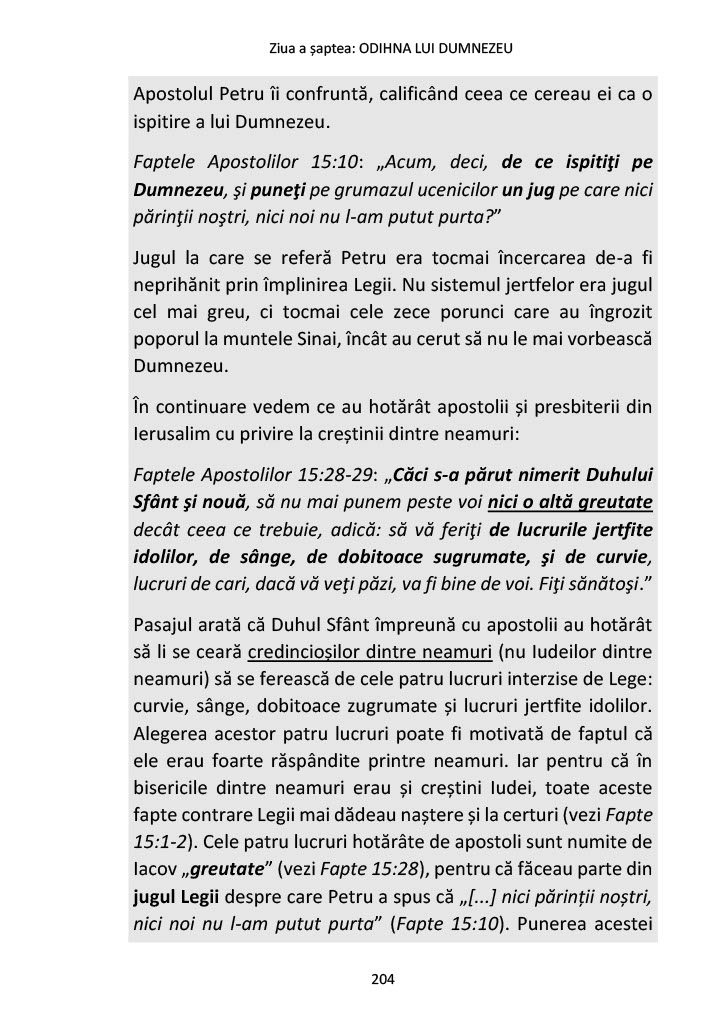 Ziua a șaptea: ODIHNA LUI DUMNEZEU
Apostolul Petru îi confruntă, calificând ceea ce cereau ei ca o
ispitire a lui Dumnezeu.
Faptele Apostolilor 15:10: „Acum, deci, de ce ispitiţi pe
Dumnezeu, şi puneţi pe grumazul ucenicilor un jug pe care nici
părinţii noştri, nici noi nu l-am putut purta?”
Jugul la care se referă Petru era tocmai încercarea de-a fi
neprihănit prin împlinirea Legii. Nu sistemul jertfelor era jugul
cel mai greu, ci tocmai cele zece porunci care au îngrozit
poporul la muntele Sinai, încât au cerut să nu le mai vorbească
Dumnezeu.
În continuare vedem ce au hotărât apostolii și presbiterii din
Ierusalim cu privire la creștinii dintre neamuri:
Faptele Apostolilor 15:28-29: „Căci s-a părut nimerit Duhului
Sfânt şi nouă, să nu mai punem peste voi nici o altă greutate
decât ceea ce trebuie, adică: să vă feriţi de lucrurile jertfite
idolilor, de sânge, de dobitoace sugrumate, şi de curvie,
lucruri de cari, dacă vă veţi păzi, va fi bine de voi. Fiţi sănătoşi.”
Pasajul arată că Duhul Sfânt împreună cu apostolii au hotărât
să li se ceară credincioșilor dintre neamuri (nu Iudeilor dintre
neamuri) să se ferească de cele patru lucruri interzise de Lege:
curvie, sânge, dobitoace zugrumate și lucruri jertfite idolilor.
Alegerea acestor patru lucruri poate fi motivată de faptul că
ele erau foarte răspândite printre neamuri. Iar pentru că în
bisericile dintre neamuri erau și creștini Iudei, toate aceste
fapte contrare Legii mai dădeau naștere și la certuri (vezi Fapte
15:1-2). Cele patru lucruri hotărâte de apostoli sunt numite de
Iacov „greutate” (vezi Fapte 15:28), pentru că făceau parte din
jugul Legii despre care Petru a spus că „[...] nici părinții noștri,
nici noi nu l-am putut purta” (Fapte 15:10). Punerea acestei
204